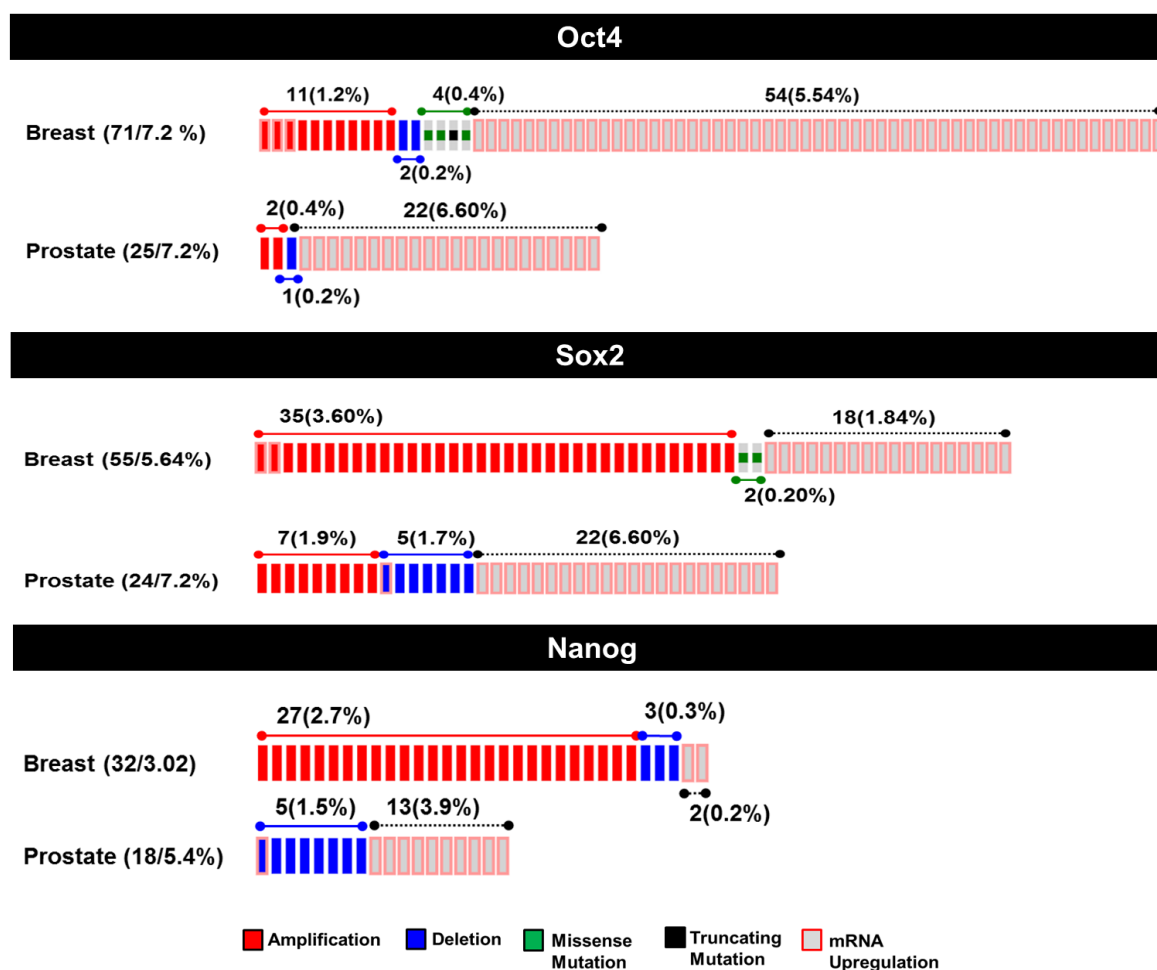 Oct4
11(1.2%)
4(0.4%)
54(5.54%)
Breast (71/7.2 %)
2(0.2%)
2(0.4%)
22(6.60%)
Prostate (25/7.2%)
1(0.2%)
Sox2
35(3.60%)
18(1.84%)
Breast (55/5.64%)
2(0.20%)
7(1.9%)
5(1.7%)
22(6.60%)
Prostate (24/7.2%)
Nanog
27(2.7%)
3(0.3%)
Breast (32/3.02)
2(0.2%)
5(1.5%)
13(3.9%)
Prostate (18/5.4%)
Amplification
Deletion
Missense
Mutation
Truncating
Mutation
mRNA
Upregulation